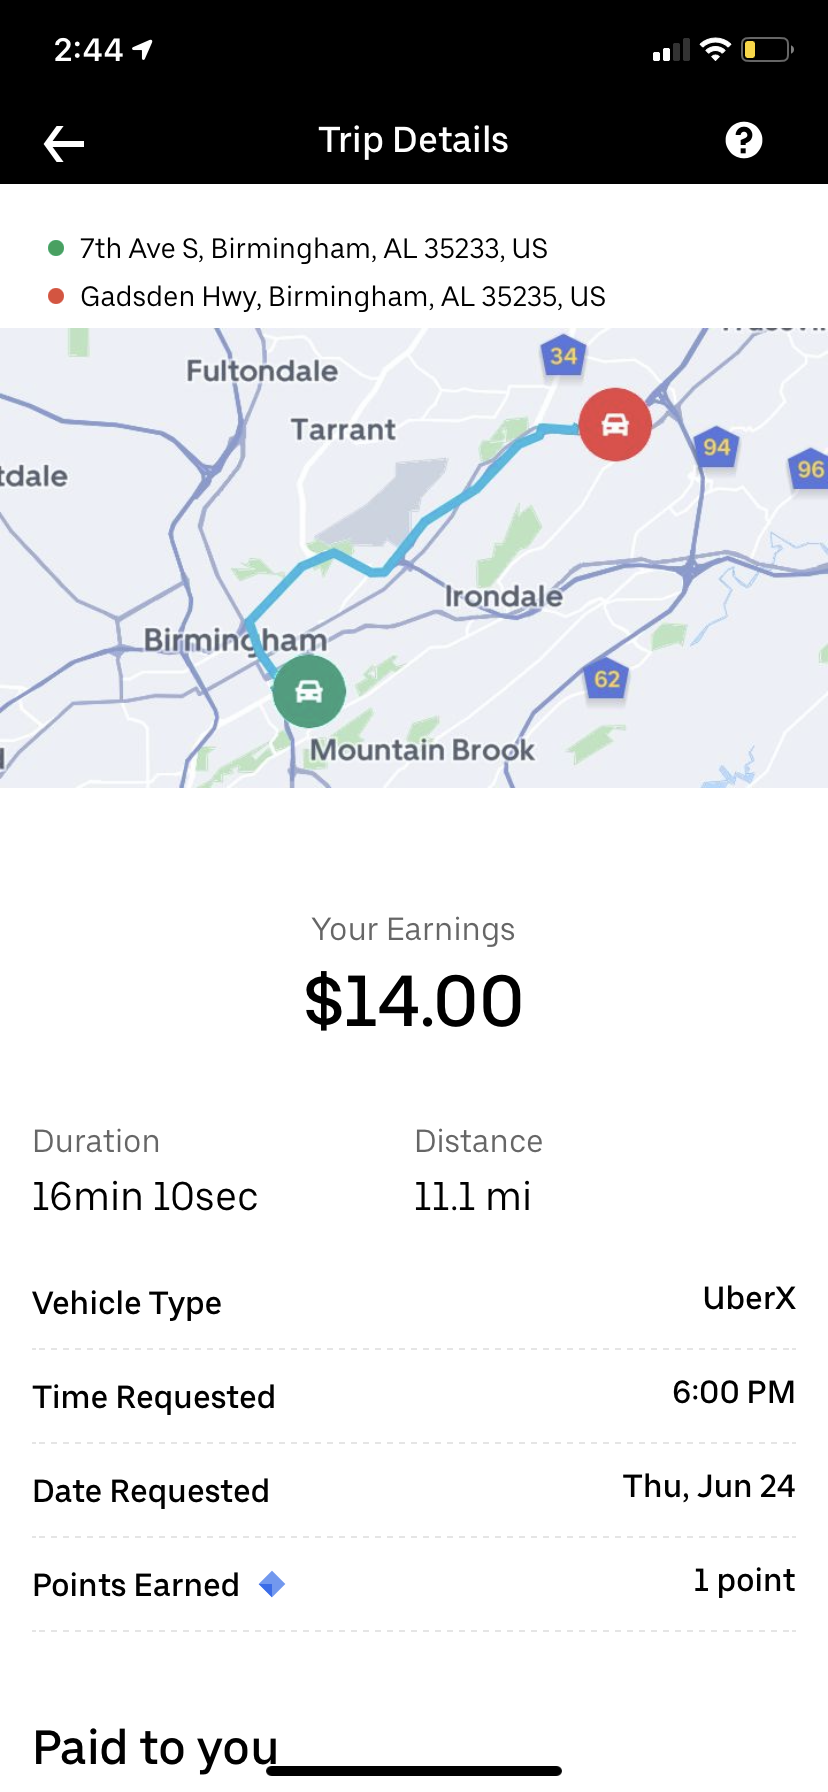 2:44
Trip Details
7th Ave S, Birmingham, AL 35233, US
Gadsden Hwy, Birmingham, AL 35235, US
34
Fultondale
Tarrant
94
96
tdale
Irondale
Birmingham
62
Mountain Brook
Your Earnings
$14.00
Duration
Distance
16min 10sec
11.1 mi
Vehicle Type
UberX
Time Requested
6:00 PM
Date Requested
Thu, Jun 24
Points Earned
1 point
Paid to you